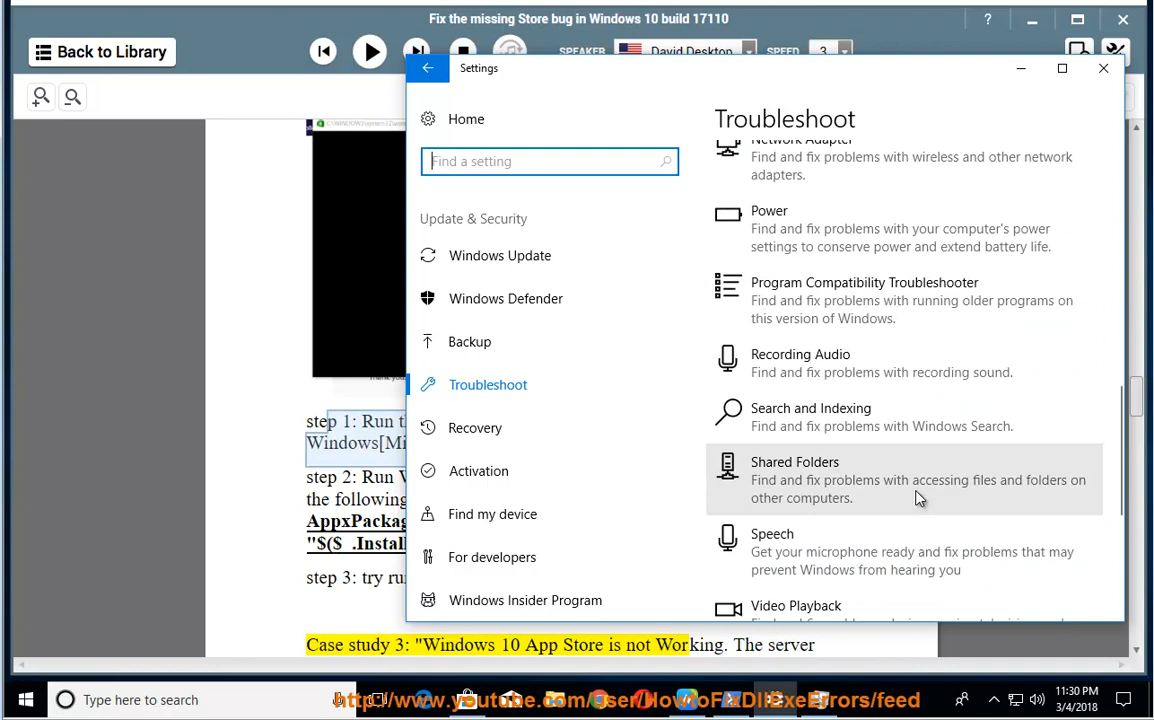 Fix the missing Store bug in Windows 10 build 17110
Back to Library
SPEAKER
David Desktop
SPEED
3
Settings
Home
Find a setting
Update & Security
Windows Update
Windows Defender
Backup
Troubleshoot
Recovery
Activation
Find my device
For developers
Windows Insider Program
Troubleshoot
Network Adapter
Find and fix problems with wireless and other network
adapters.
Power
Find and fix problems with your computer's power
settings to conserve power and extend battery life.
Program Compatibility Troubleshooter
Find and fix problems with running older programs on
this version of Windows.
Recording Audio
Find and fix problems with recording sound.
Search and Indexing
Find and fix problems with Windows Search.
Shared Folders
Find and fix problems with accessing files and folders on
other computers.
Speech
Get your microphone ready and fix problems that may
prevent Windows from hearing you
Video Playback
step 1: Run t
Windows[Mi
step 2: Run
the following
AppxPackag
"$($_.Instal
step 3: try ru
Case study 3: "Windows 10 App Store is not Working. The server
Type here to search
http://www.youtube.com/user/HowtoFixDllExeErrors/feed
11:30 PM
3/4/2018